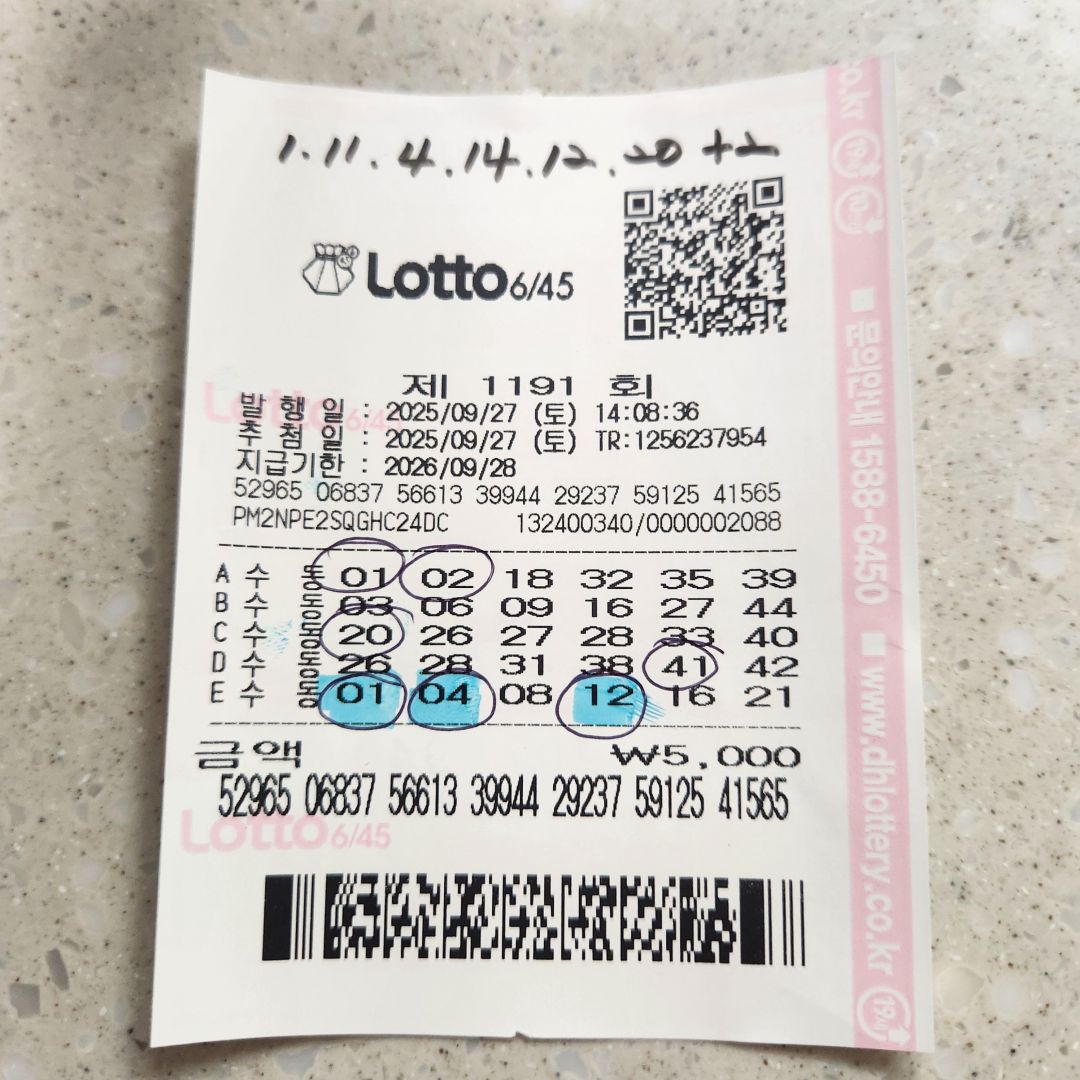 1.11.4.14.12.20 +2
Lotto 6/45
제 1191 회
발 행 일 : 2025/09/27 (토) 14:08:36
추 첨 일 : 2025/09/27 (토) TR:1256237954
지급기한 : 2026/09/28
52965 06837 56613 39944 29237 59125 41565
PM2NPE2SQGHC24DC 132400340/0000002088
A 수 동 01 02 18 32 35 39
B 수 동 03 06 09 16 27 44
C 수 동 20 26 27 28 33 40
D 수 동 26 28 31 38 41 42
E 수 동 01 04 08 12 16 21
금액 ₩5,000
52965 06837 56613 39944 29237 59125 41565
Lotto 6/45
Lotto 6/45
co.kr
■ 문의안내 1588-6450 ■ www.dhlottery.co.kr